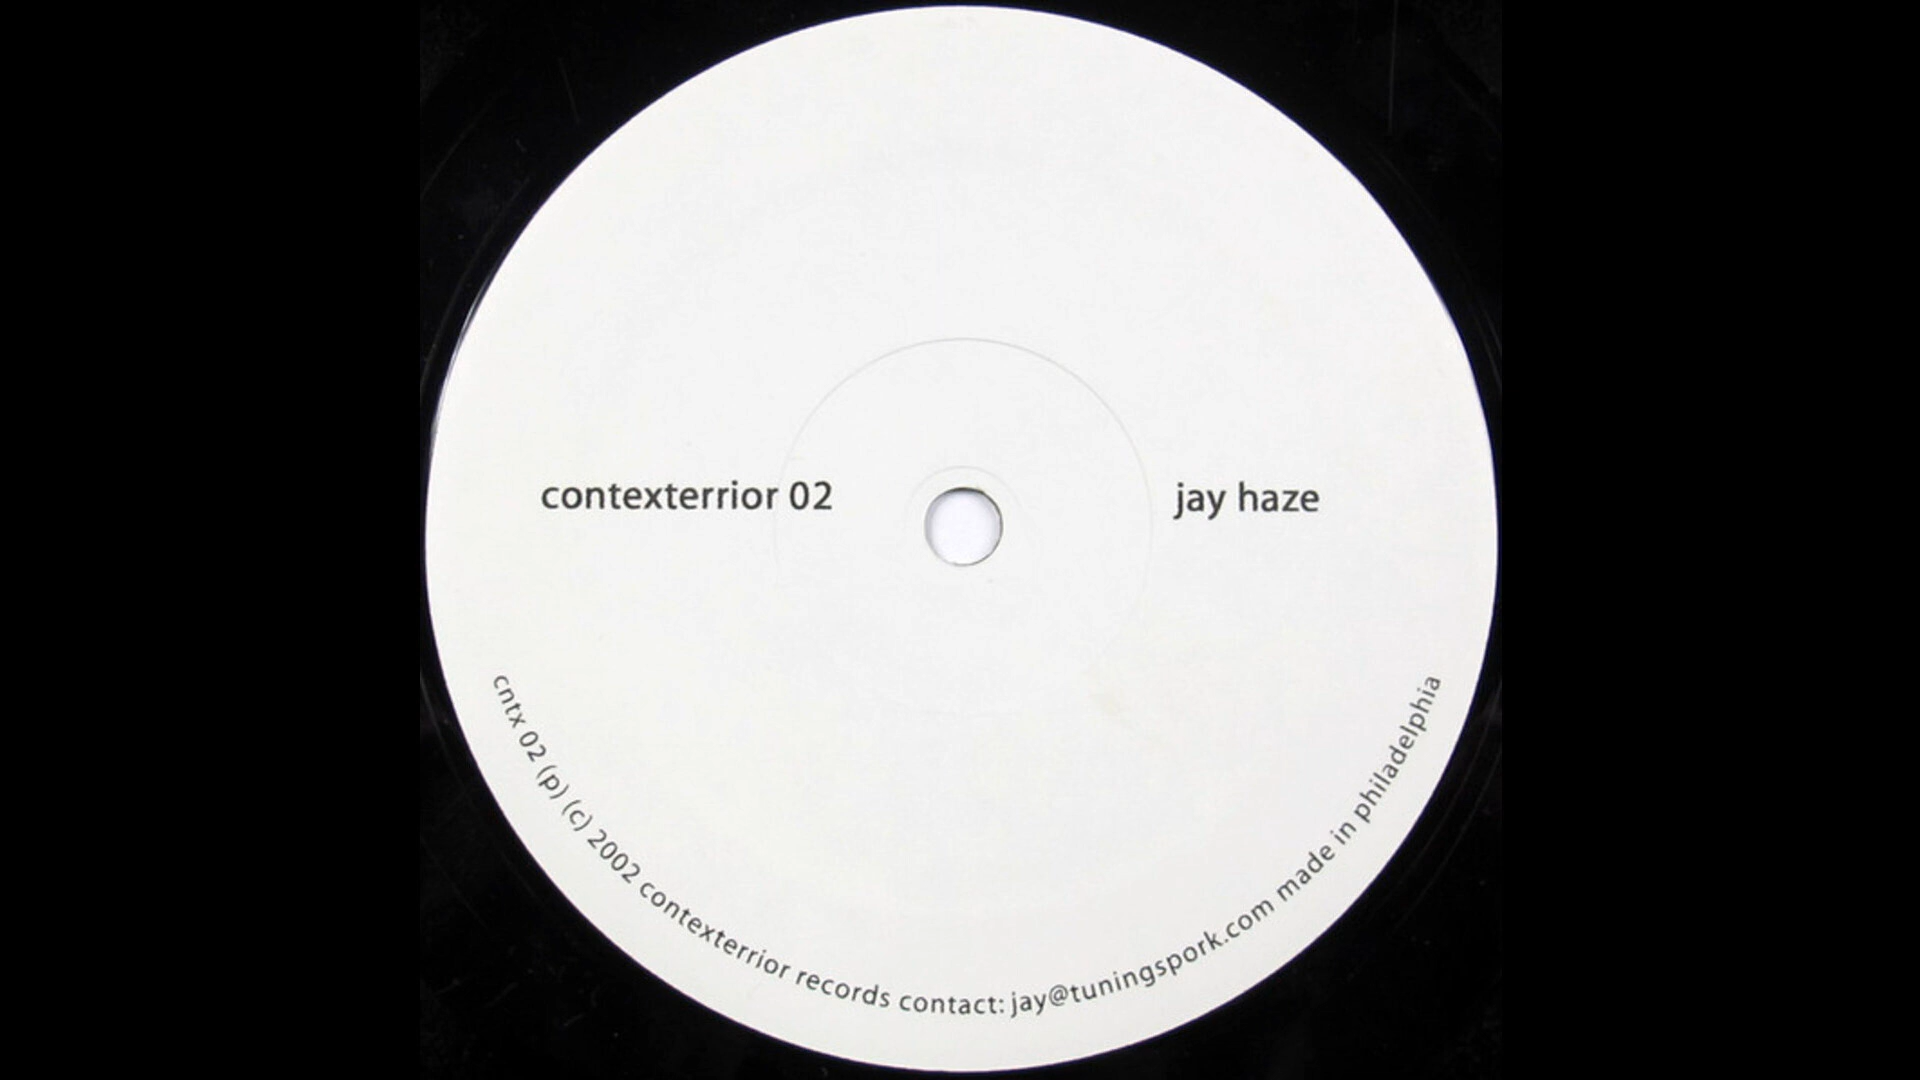 contexterrior 02
jay haze
cntx 02 (p) (c) 2002 contexterrior records contact: jay@tuningspork.com made in philadelphia